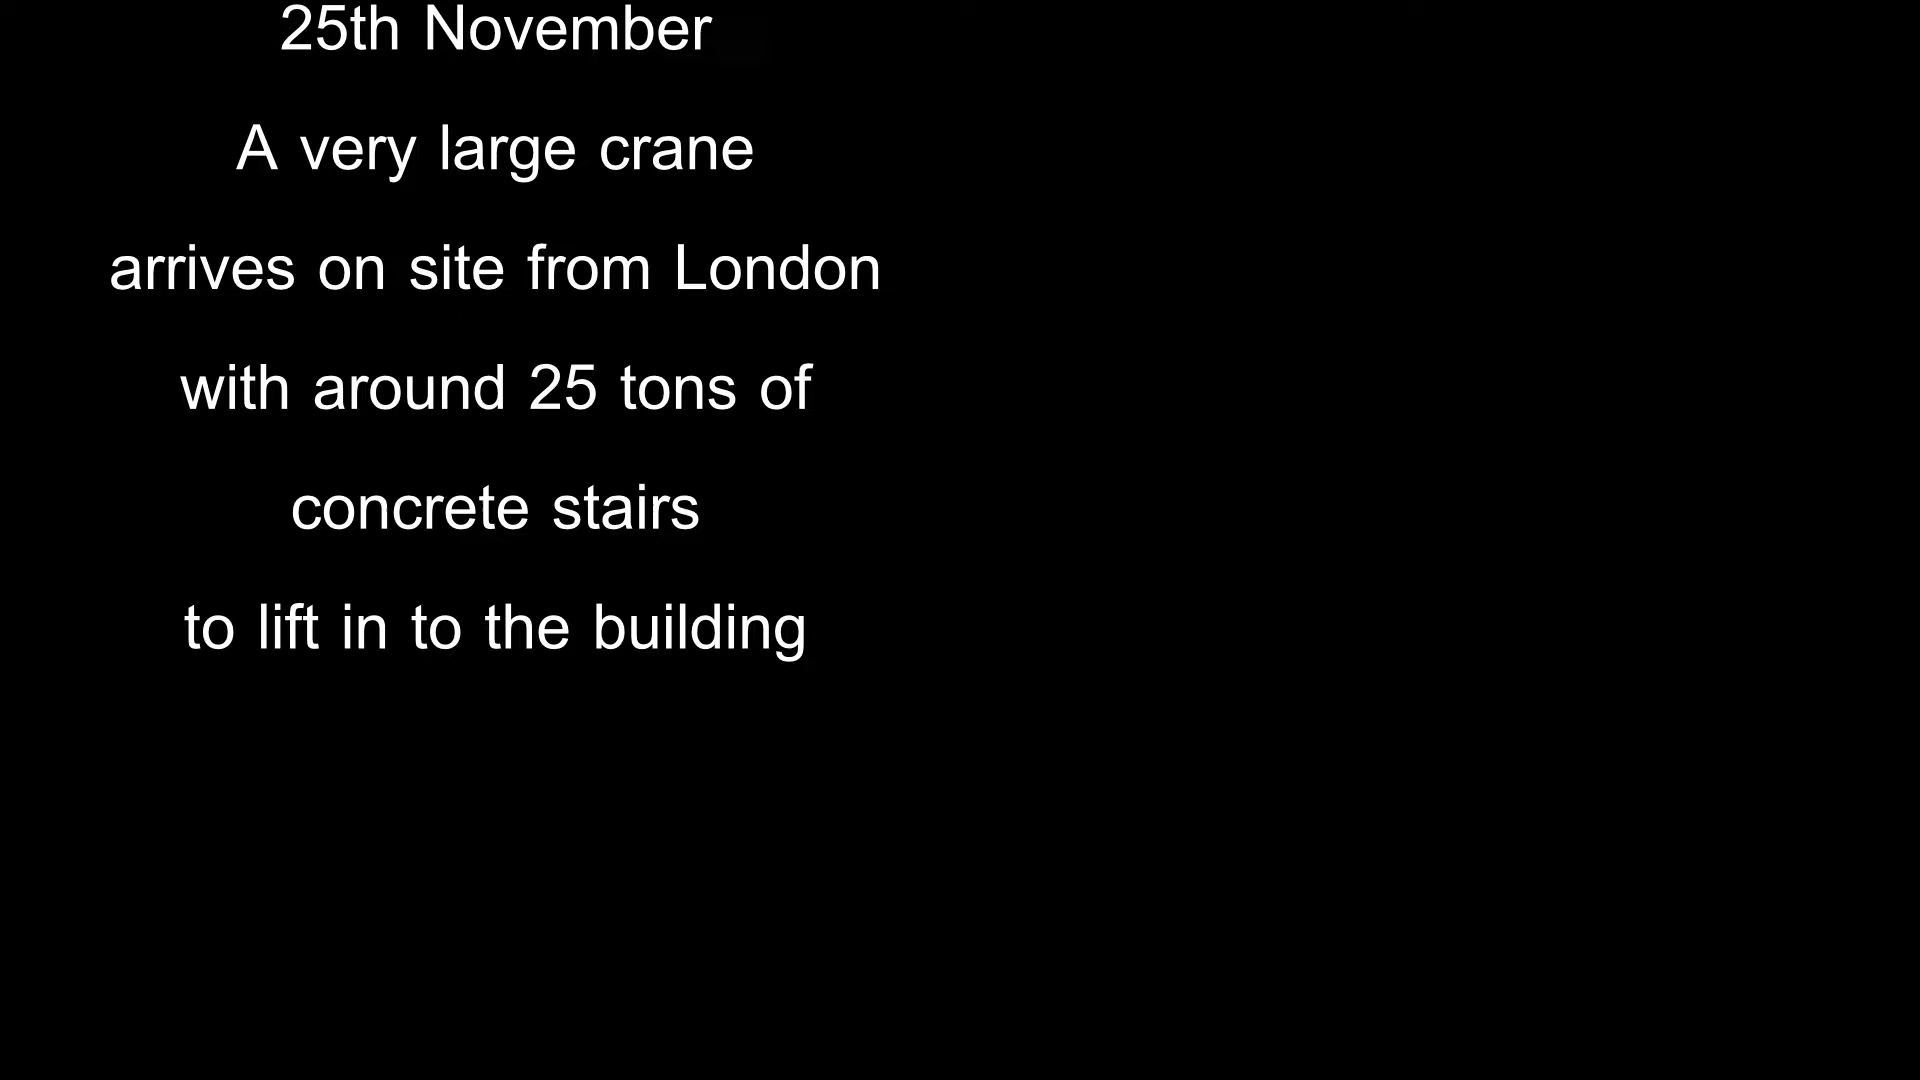 25th November
A very large crane
arrives on site from London
with around 25 tons of
concrete stairs
to lift in to the building